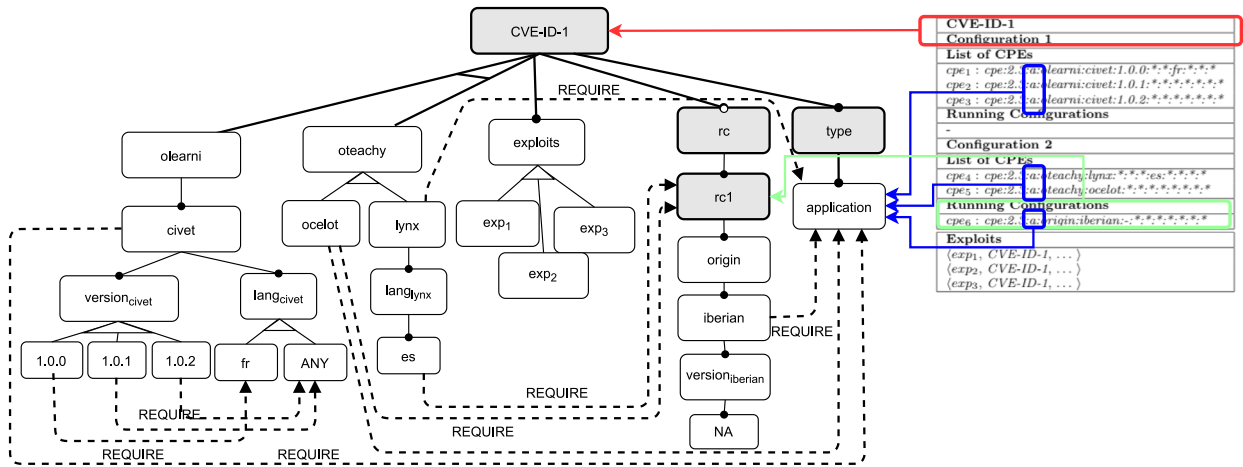 CVE-ID-1
REQUIRE
olearni
oteachy
exploits
rc
type
civet
ocelot
lynx
exp1
exp2
exp3
rc1
application
origin
versioncivet
langcivet
langlynx
iberian
REQUIRE
1.0.0
1.0.1
1.0.2
fr
ANY
es
versioniberian
NA
REQUIRE
REQUIRE
REQUIRE
REQUIRE
REQUIRE
REQUIRE
CVE-ID-1
Configuration 1
List of CPEs
cpe1 : cpe:2.3:a:olearni:civet:1.0.0:*:*:fr:*:*:*
cpe2 : cpe:2.3:a:olearni:civet:1.0.1:*:*:*:*:*:*
cpe3 : cpe:2.3:a:olearni:civet:1.0.2:*:*:*:*:*:*
Running Configurations
-
Configuration 2
List of CPEs
cpe4 : cpe:2.3:a:oteachy:lynx:*:*:*:es:*:*:*:*
cpe5 : cpe:2.3:a:oteachy:ocelot:*:*:*:*:*:*:*
Running Configurations
cpe6 : cpe:2.3:a:origin:iberian:-:*:*:*:*:*:*:*
Exploits
⟨exp1, CVE-ID-1, ... ⟩
⟨exp2, CVE-ID-1, ... ⟩
⟨exp3, CVE-ID-1, ... ⟩